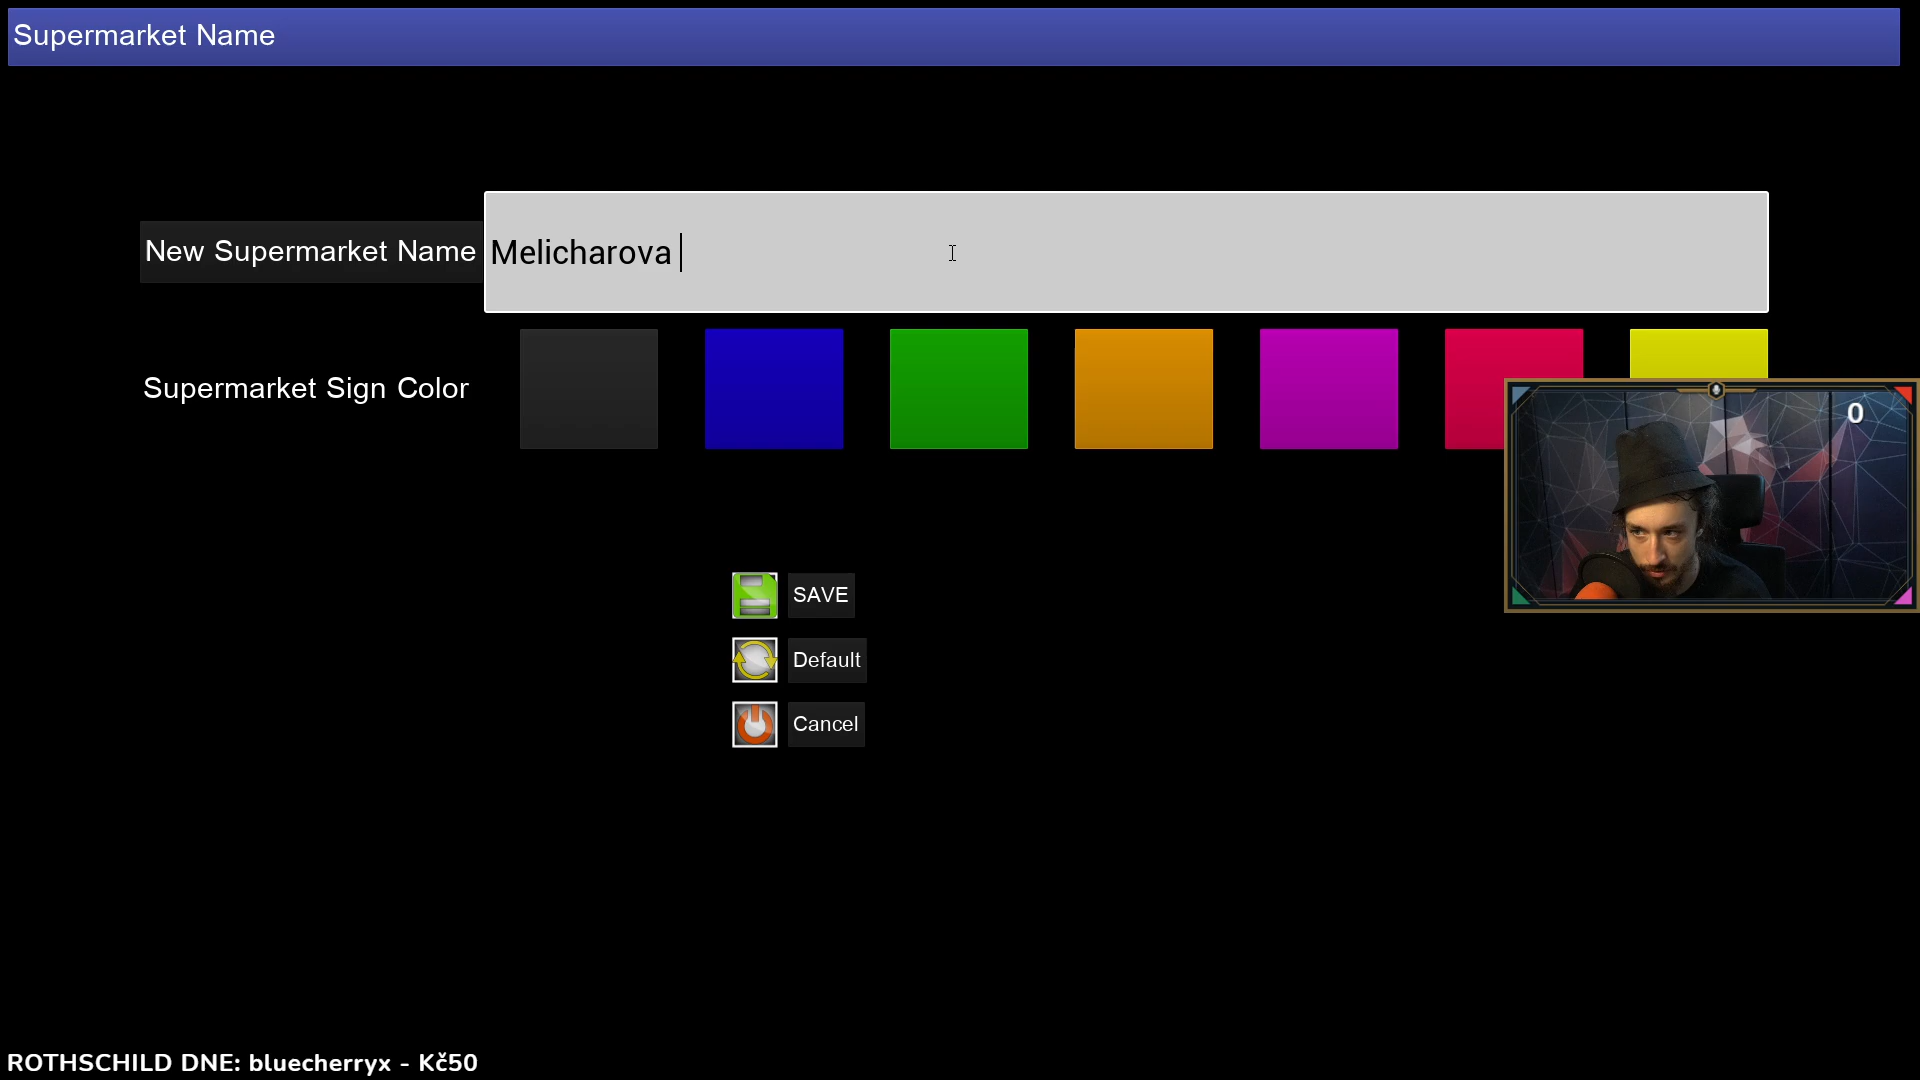 Supermarket Name
New Supermarket Name
Melicharova
Supermarket Sign Color
0
SAVE
Default
Cancel
ROTHSCHILD DNE: bluecherryx - Kč50